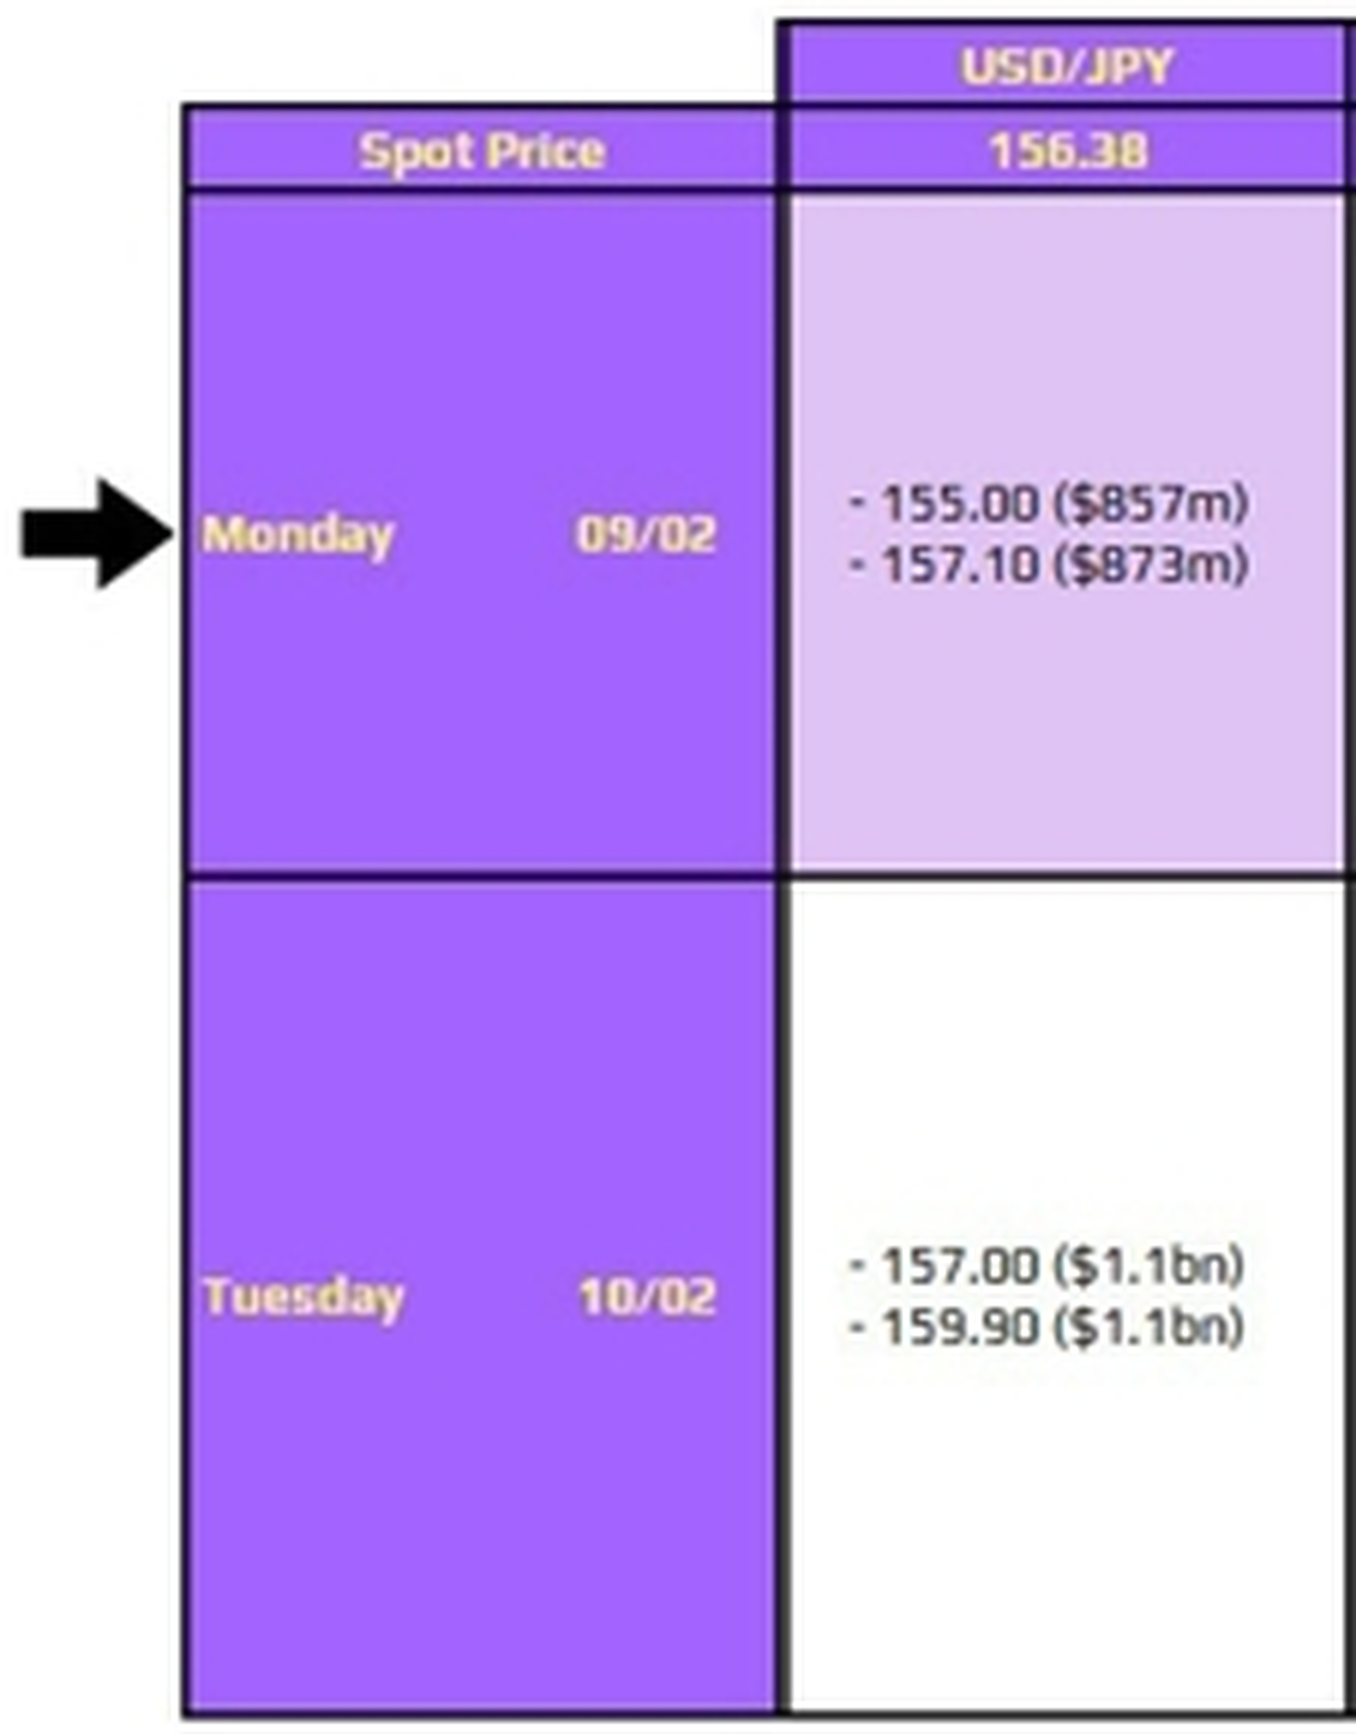 USD/JPY
Spot Price 156.38
Monday 09/02
- 155.00 ($857m)
- 157.10 ($873m)
Tuesday 10/02
- 157.00 ($1.1bn)
- 159.90 ($1.1bn)